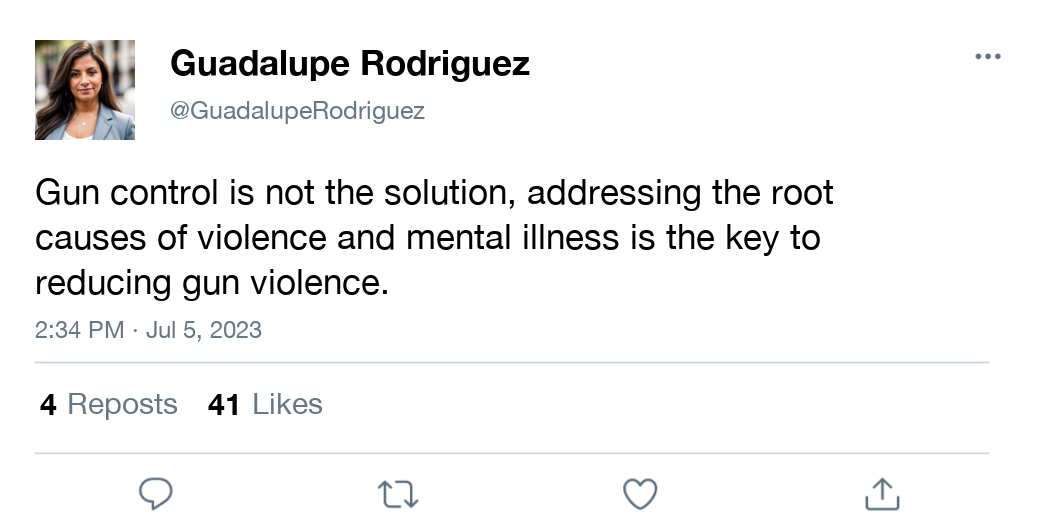 Guadalupe Rodriguez
@GuadalupeRodriguez
Gun control is not the solution, addressing the root
causes of violence and mental illness is the key to
reducing gun violence.
2:34 PM · Jul 5, 2023
4 Reposts 41 Likes